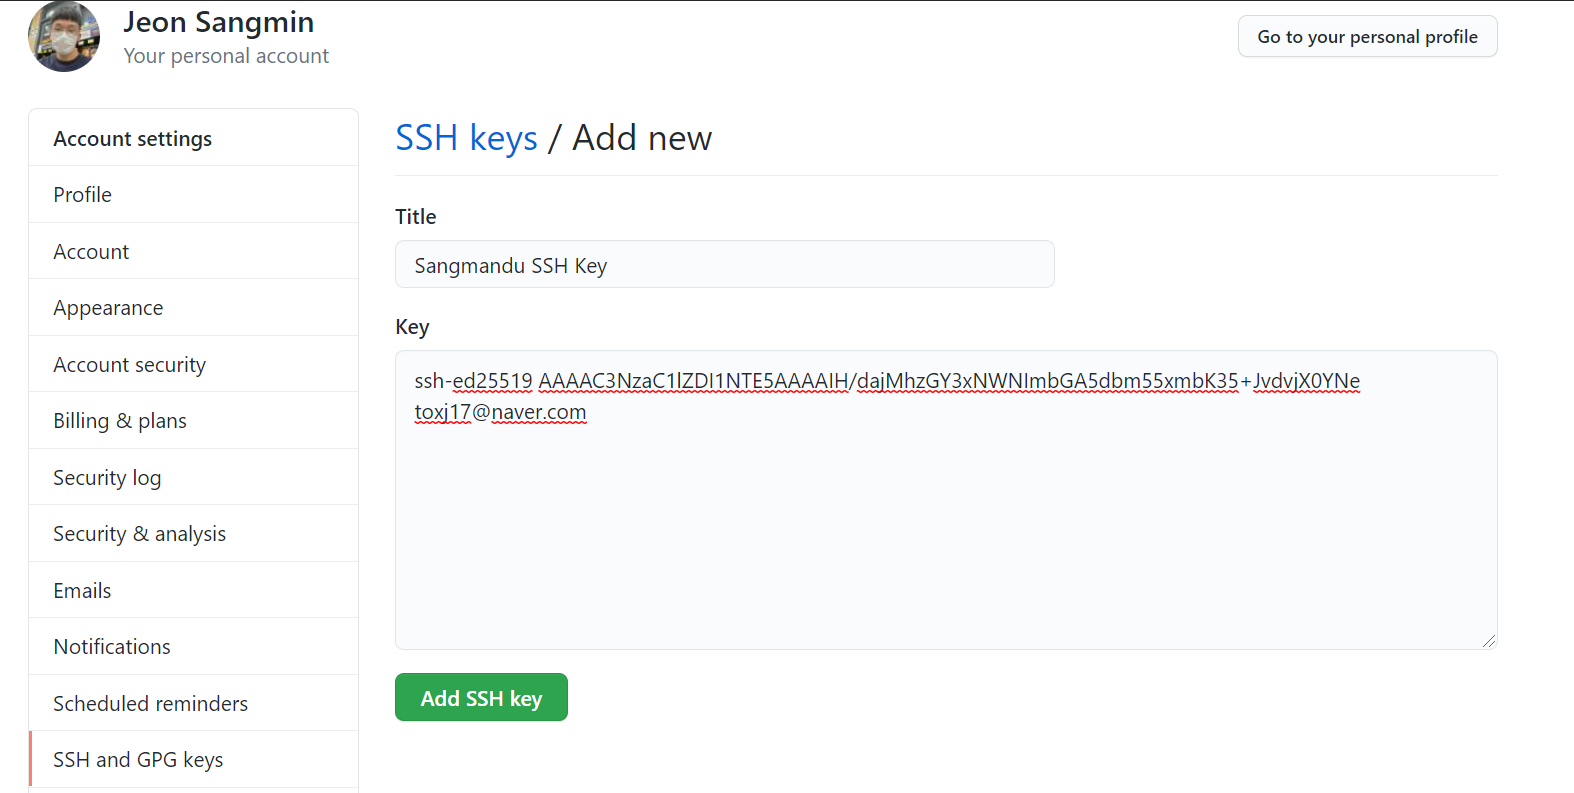 Jeon Sangmin
Your personal account
Go to your personal profile
Account settings
Profile
Account
Appearance
Account security
Billing & plans
Security log
Security & analysis
Emails
Notifications
Scheduled reminders
SSH and GPG keys
SSH keys / Add new
Title
Sangmandu SSH Key
Key
ssh-ed25519 AAAAC3NzaC1lZDI1NTE5AAAAIH/dajMhzGY3xNWNImbGA5dbm55xmbK35+JvdvjX0YNe
toxj17@naver.com
Add SSH key